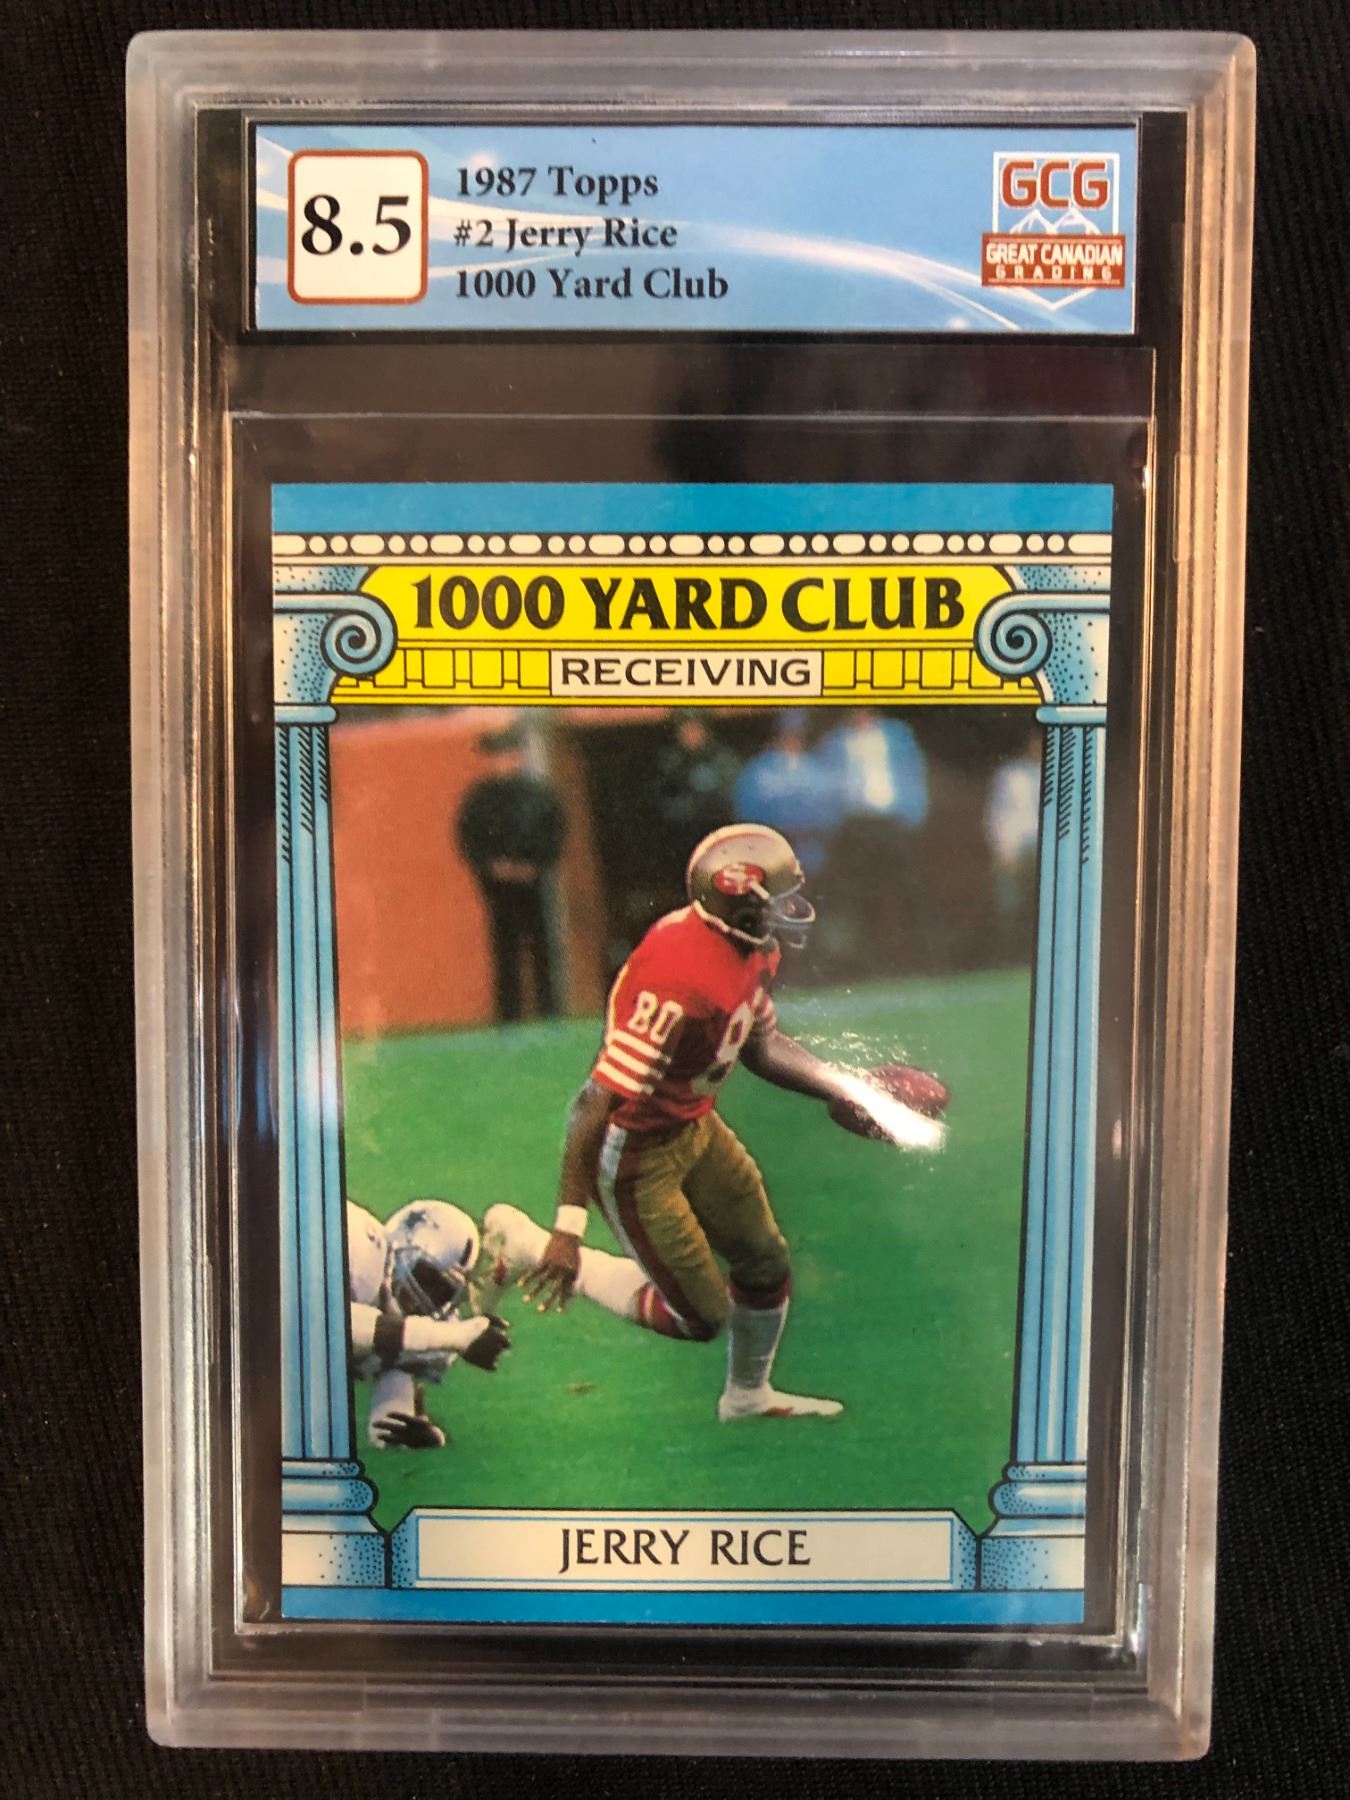 8.5
1987 Topps
#2 Jerry Rice
1000 Yard Club
GCG
GREAT CANADIAN
GRADING
1000 YARD CLUB
RECEIVING
80
8
JERRY RICE